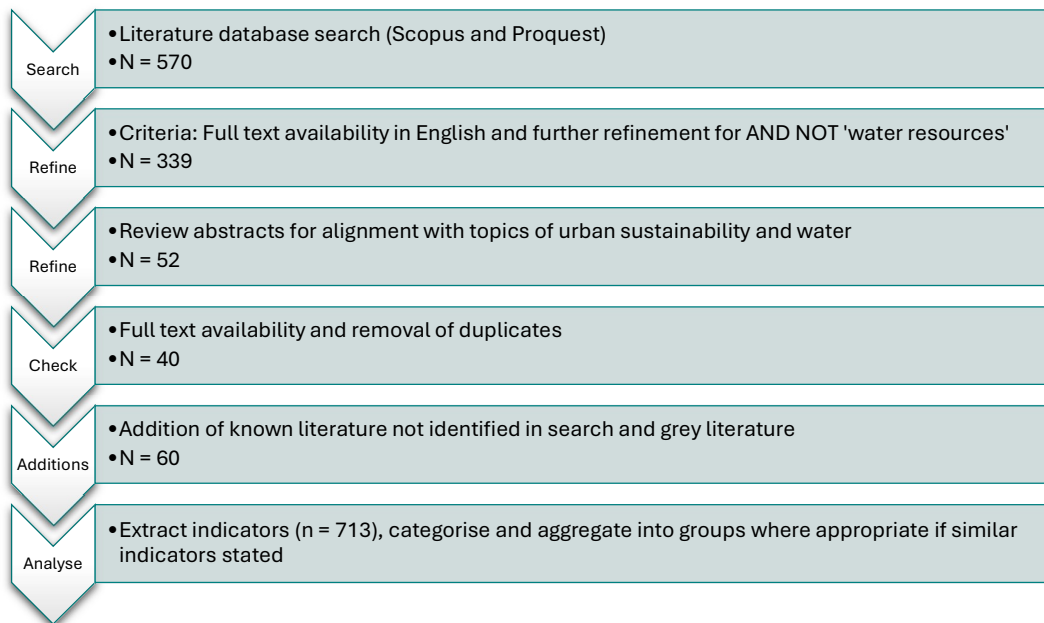 Search
•Literature database search (Scopus and Proquest)
•N = 570
Refine
•Criteria: Full text availability in English and further refinement for AND NOT 'water resources'
•N = 339
Refine
•Review abstracts for alignment with topics of urban sustainability and water
•N = 52
Check
•Full text availability and removal of duplicates
•N = 40
Additions
•Addition of known literature not identified in search and grey literature
•N = 60
Analyse
•Extract indicators (n = 713), categorise and aggregate into groups where appropriate if similar
indicators stated